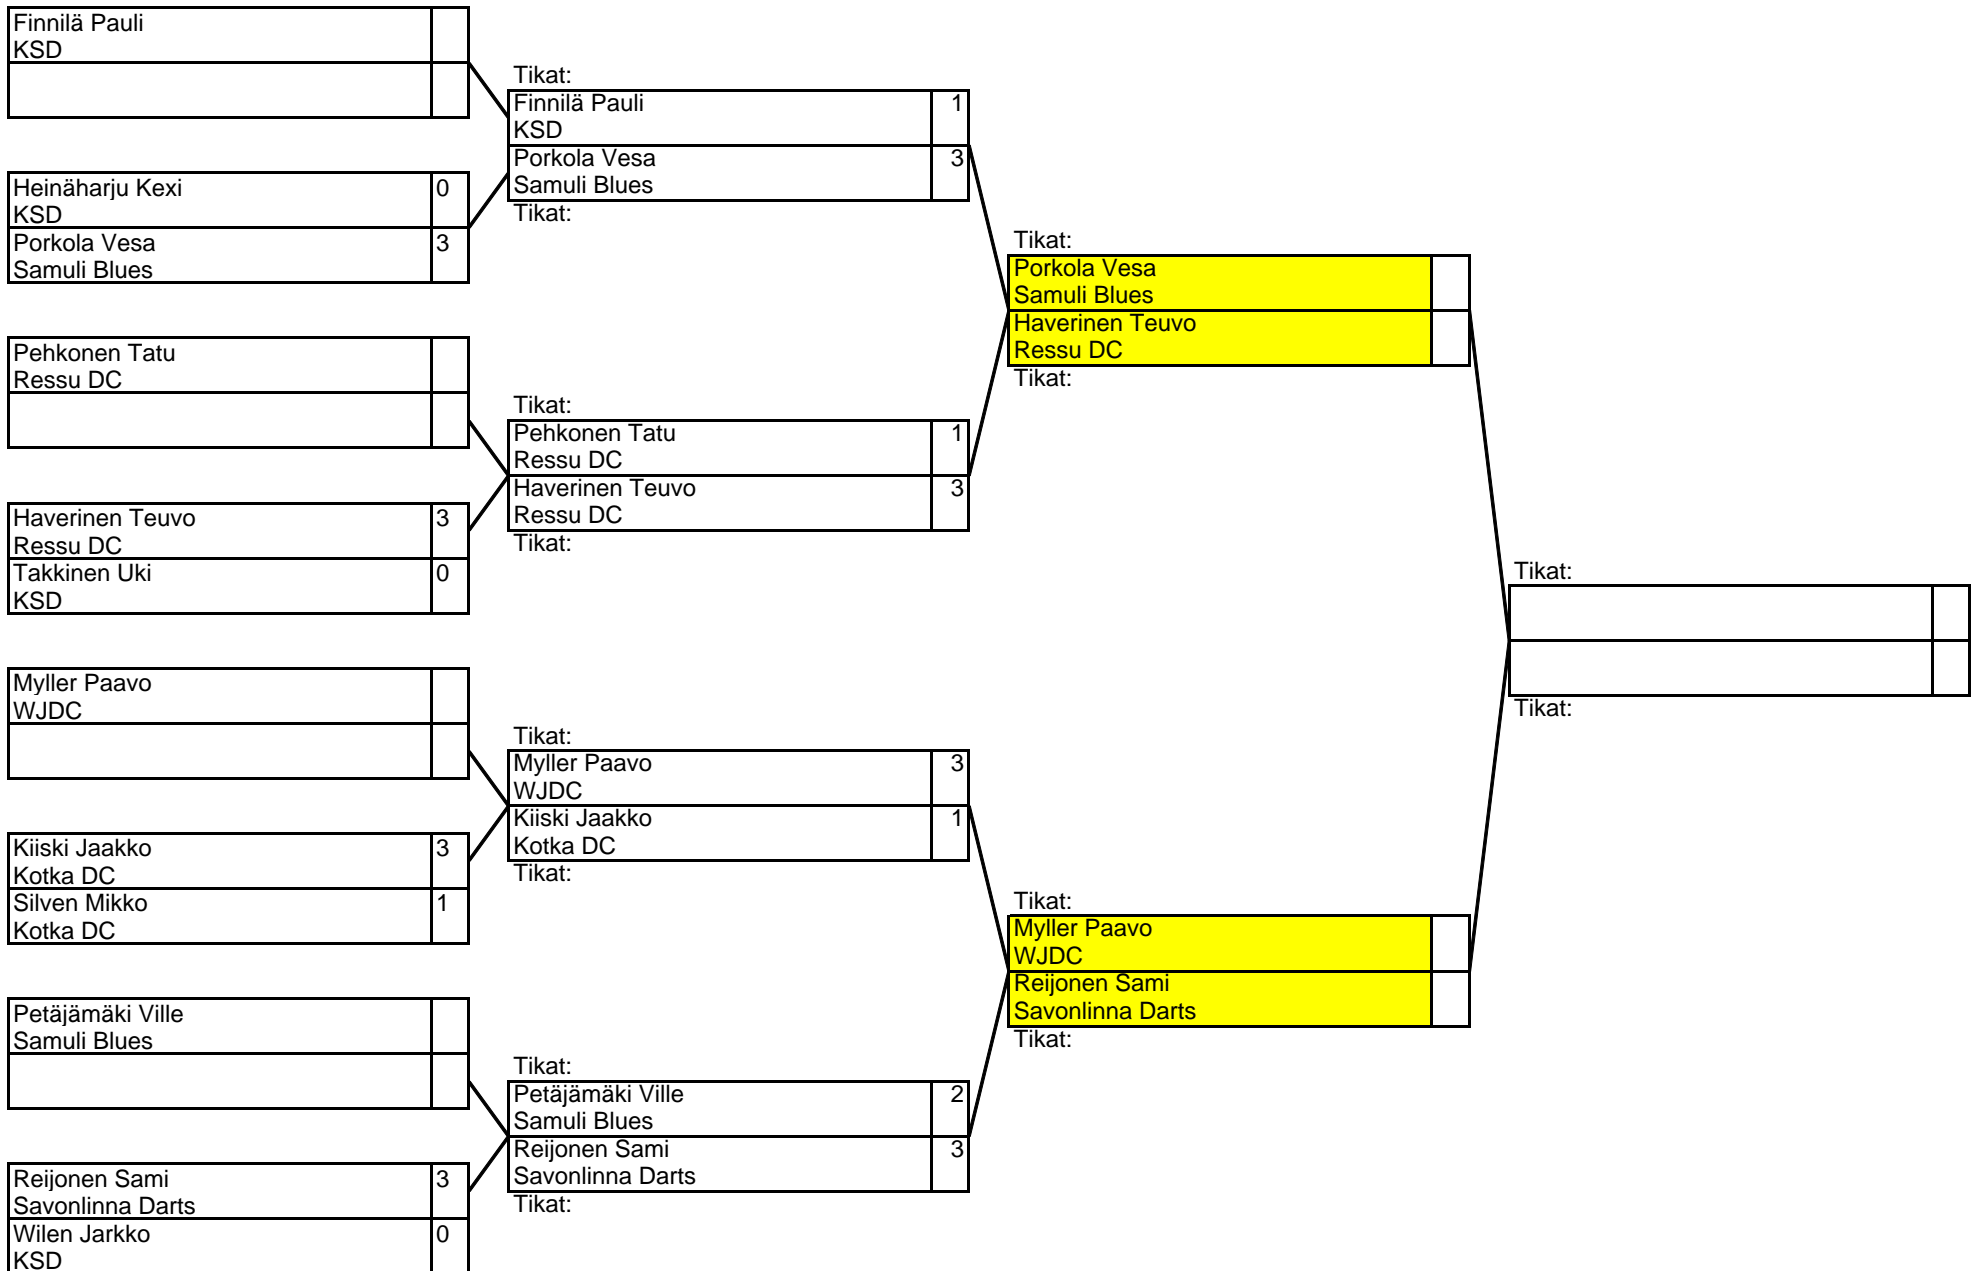 Finnilä Pauli
KSD
Heinäharju Kexi 0
KSD
Porkola Vesa 3
Samuli Blues
Pehkonen Tatu
Ressu DC
Haverinen Teuvo 3
Ressu DC
Takkinen Uki 0
KSD
Myller Paavo
WJDC
Kiiski Jaakko 3
Kotka DC
Silven Mikko 1
Kotka DC
Petäjämäki Ville
Samuli Blues
Reijonen Sami 3
Savonlinna Darts
Wilen Jarkko 0
KSD
Tikat:
Finnilä Pauli 1
KSD
Porkola Vesa 3
Samuli Blues
Tikat:
Tikat:
Pehkonen Tatu 1
Ressu DC
Haverinen Teuvo 3
Ressu DC
Tikat:
Tikat:
Myller Paavo 3
WJDC
Kiiski Jaakko 1
Kotka DC
Tikat:
Tikat:
Petäjämäki Ville 2
Samuli Blues
Reijonen Sami 3
Savonlinna Darts
Tikat:
Tikat:
Porkola Vesa
Samuli Blues
Haverinen Teuvo
Ressu DC
Tikat:
Tikat:
Myller Paavo
WJDC
Reijonen Sami
Savonlinna Darts
Tikat:
Tikat:
Tikat: